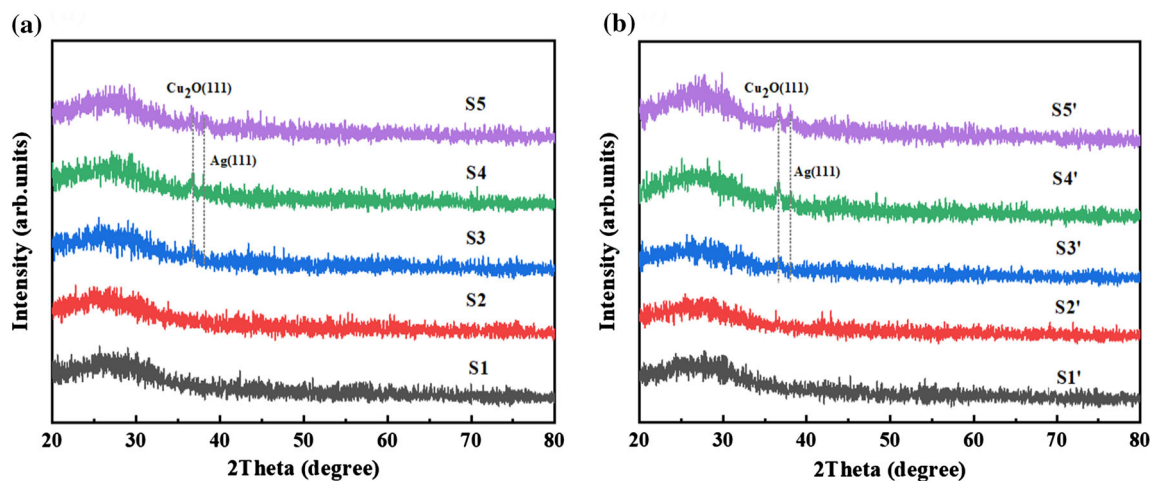 (a)
Cu₂O(111)
S5
Ag(111)
S4
S3
S2
S1
Intensity (arb.units)
20 30 40 50 60 70 80
2Theta (degree)
(b)
Cu₂O(111)
S5'
Ag(111)
S4'
S3'
S2'
S1'
Intensity (arb.units)
20 30 40 50 60 70 80
2Theta (degree)